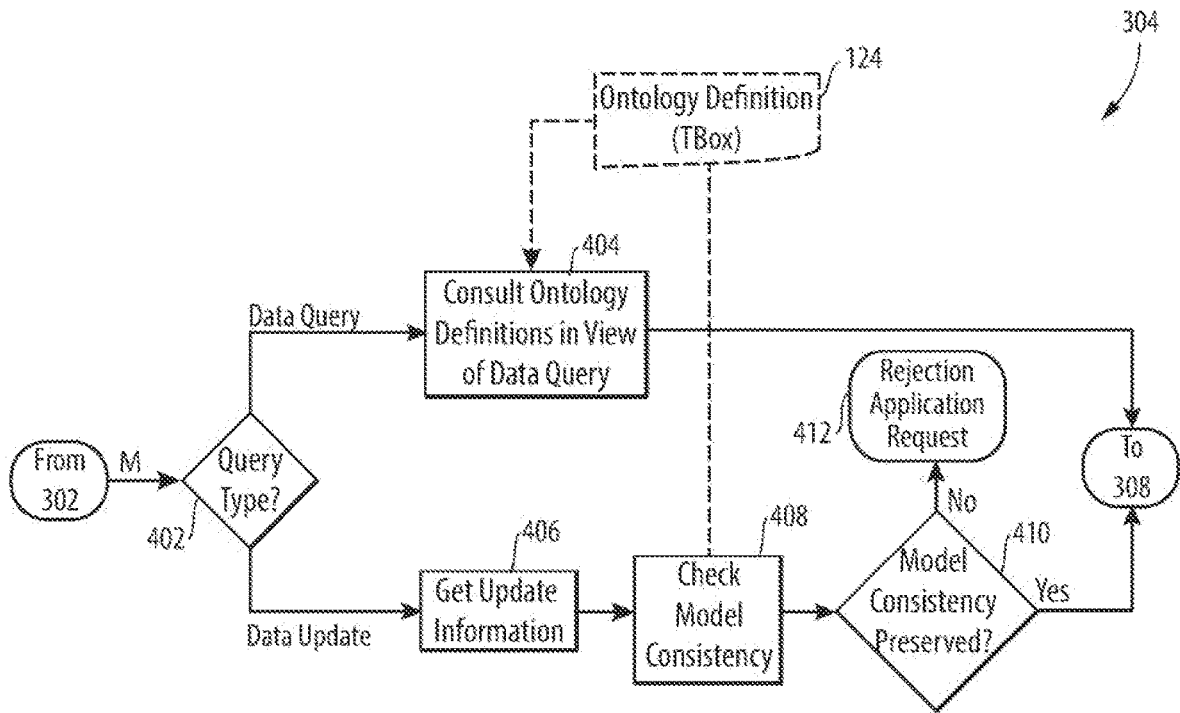 304
124
Ontology Definition
(TBox)
404
Consult Ontology
Definitions in View
of Data Query
Data Query
Rejection
Application
Request
412
To
308
From
302
M
Query
Type?
402
No
406
408
410
Get Update
Information
Check
Model
Consistency
Model
Consistency
Preserved?
Yes
Data Update